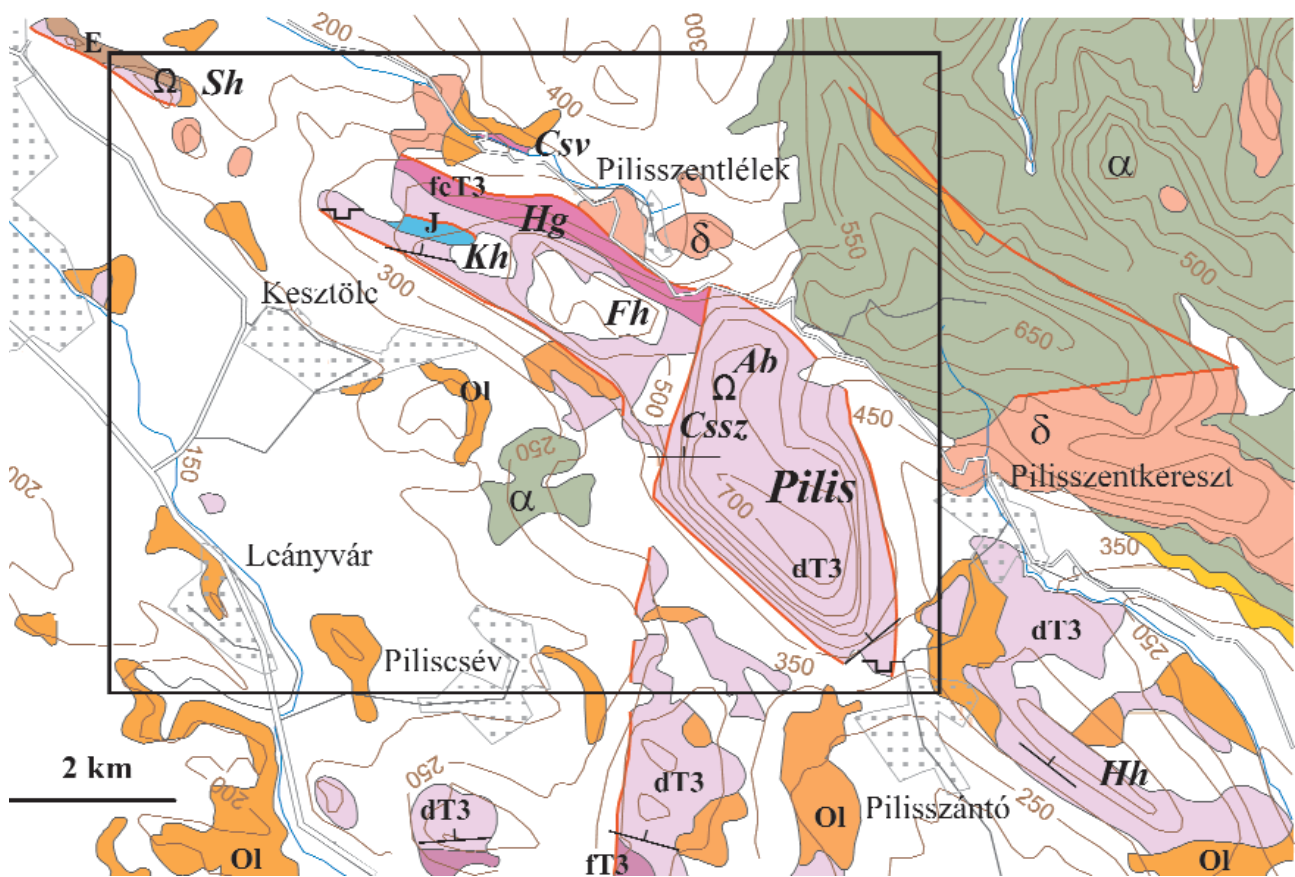 200
300
E
Ω Sh
400
Csv
Pilisszentlélek
α
fcT3
Hg
J
δ
Kh
550
500
Kesztölc
300
Fh
650
Ab
Ω
Ol
500
450
Cssz
250
δ
150
Pilis
Pilisszentkereszt
200
α
700
Leányvár
350
dT3
dT3
250
Piliscsév
350
2 km
200
250
dT3
Hh
dT3
Pilisszántó
250
Ol
Ol
fT3
Ol